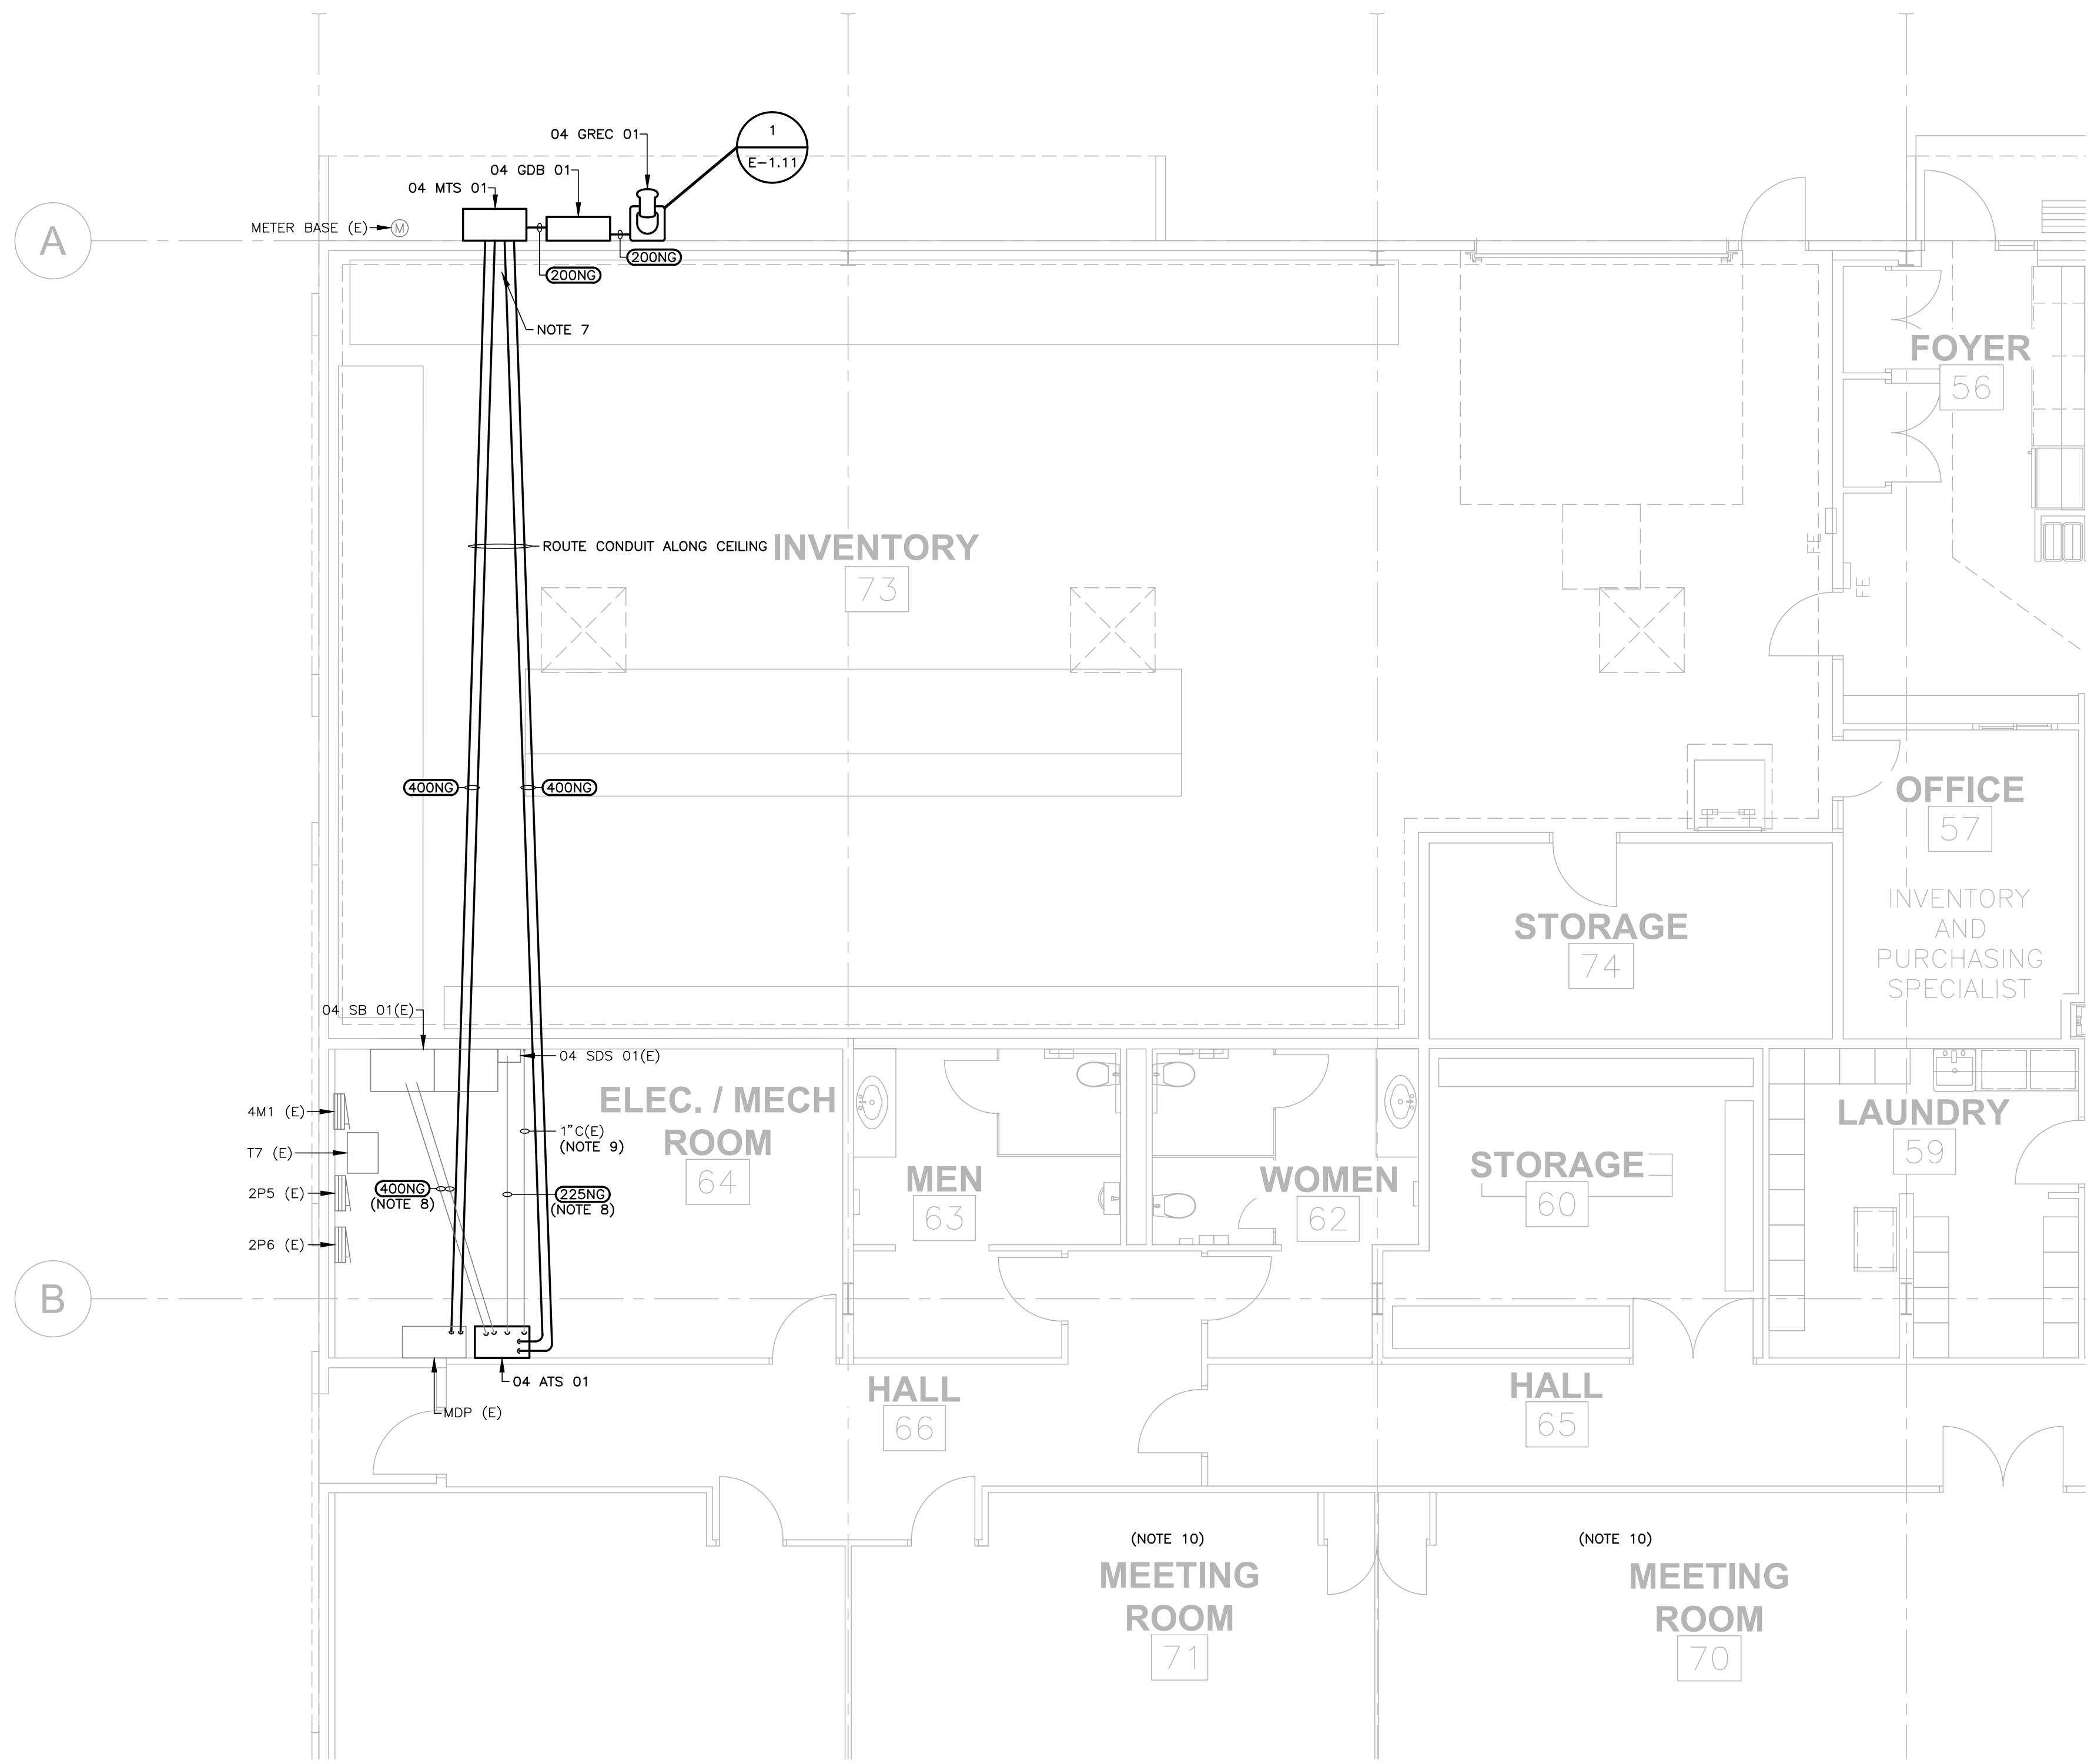 04 GREC 01
1
E-1.11
04 GDB 01
04 MTS 01
METER BASE (E)
M
A
200NG
200NG
NOTE 7
FOYER
56
ROUTE CONDUIT ALONG CEILING
INVENTORY
73
FE
FE
400NG
400NG
OFFICE
57
INVENTORY
AND
PURCHASING
SPECIALIST
STORAGE
74
04 SB 01(E)
04 SDS 01(E)
ELEC. / MECH
ROOM
64
4M1 (E)
1"C(E)
(NOTE 9)
T7 (E)
2P5 (E)
400NG
(NOTE 8)
225NG
(NOTE 8)
2P6 (E)
MEN
63
WOMEN
62
STORAGE
60
LAUNDRY
59
B
04 ATS 01
MDP (E)
HALL
66
HALL
65
(NOTE 10)
MEETING
ROOM
71
(NOTE 10)
MEETING
ROOM
70